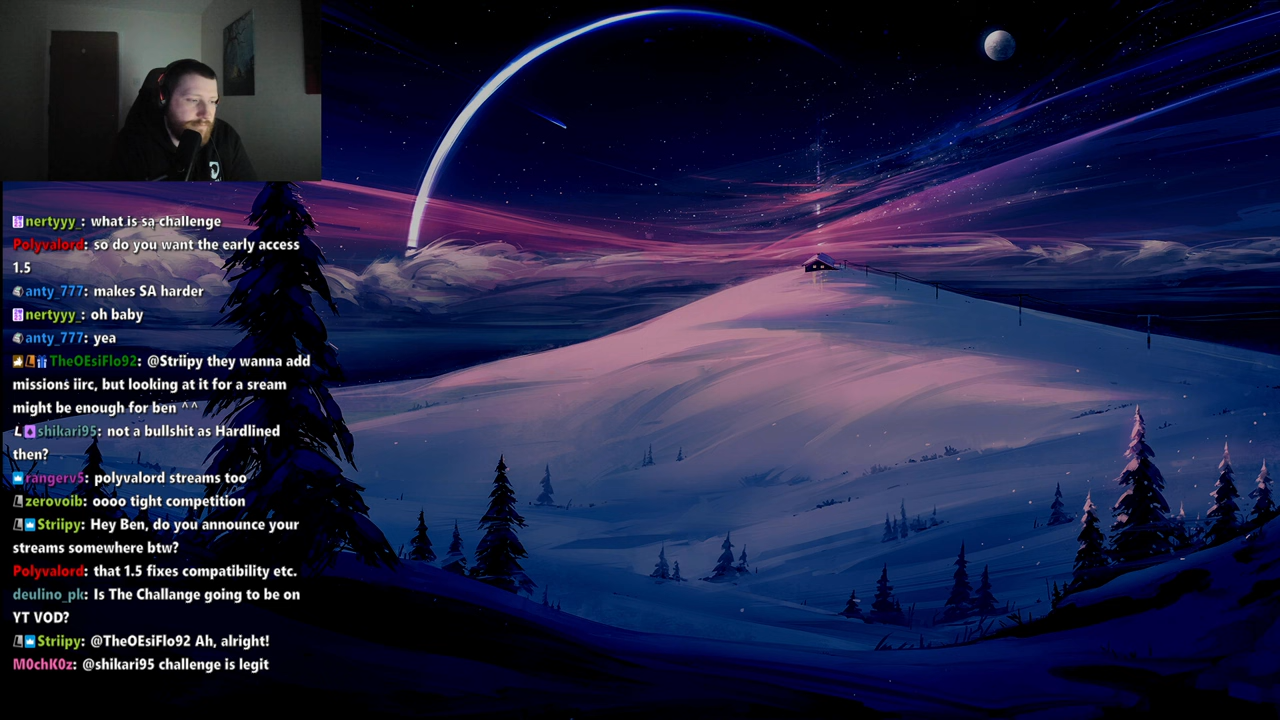 nertyyy_: what is sa challenge
Polyvalord: so do you want the early access
1.5
anty_777: makes SA harder
nertyyy_: oh baby
anty_777: yea
TheOEsiFlo92: @Striipy they wanna add
missions iirc, but looking at it for a sream
might be enough for ben ^^
shikari95: not a bullshit as Hardlined
then?
rangerv5: polyvalord streams too
zerovoib: oooo tight competition
Striipy: Hey Ben, do you announce your
streams somewhere btw?
Polyvalord: that 1.5 fixes compatibility etc.
deulino_pk: Is The Challange going to be on
YT VOD?
Striipy: @TheOEsiFlo92 Ah, alright!
M0chK0z: @shikari95 challenge is legit